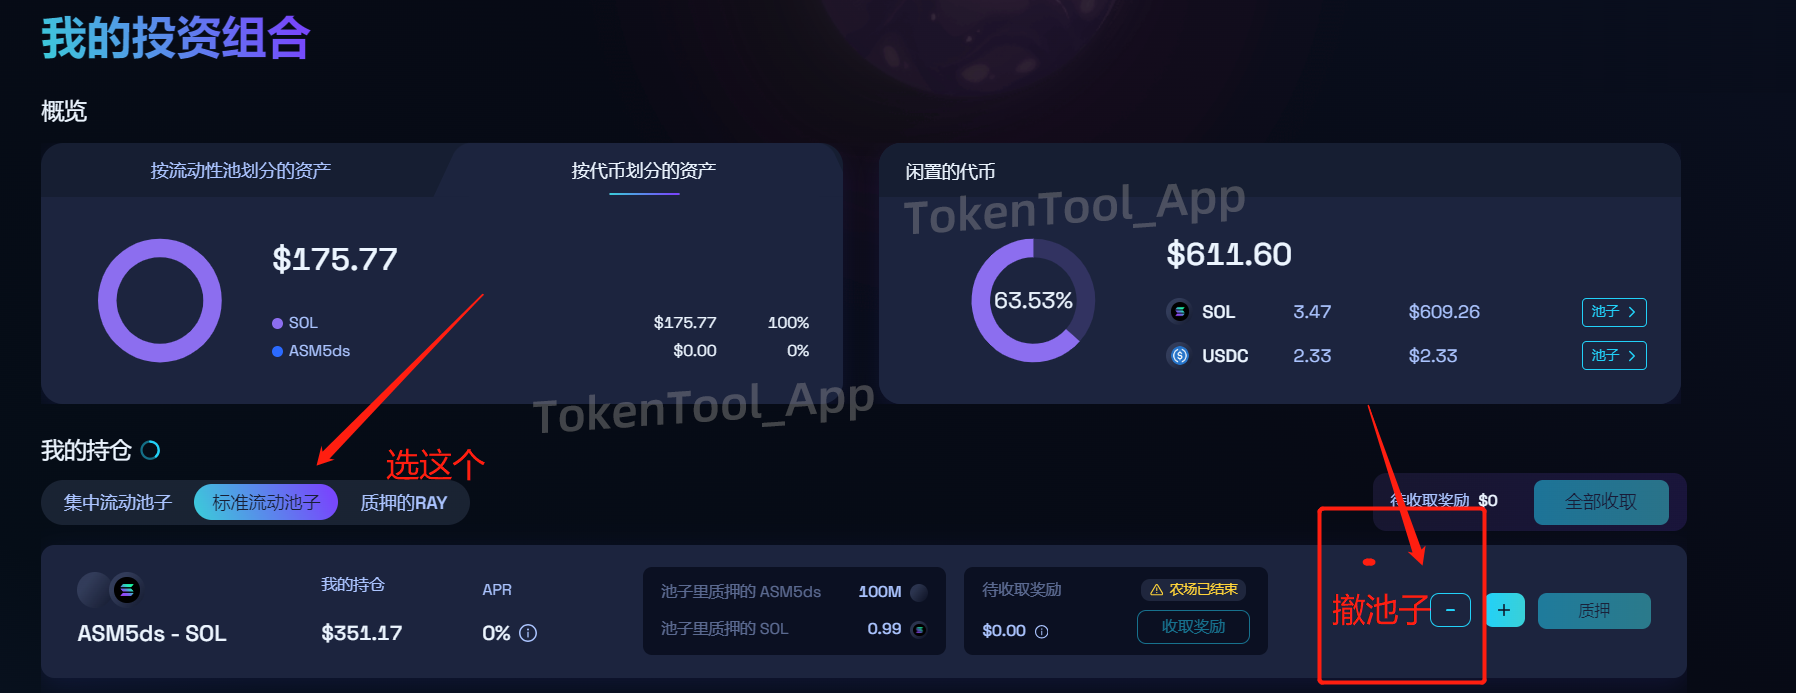 我的投资组合
概览
按流动性池划分的资产
按代币划分的资产
$175.77
SOL $175.77 100%
ASM5ds $0.00 0%
闲置的代币
TokenTool_App
63.53%
$611.60
SOL 3.47 $609.26 池子 >
USDC 2.33 $2.33 池子 >
TokenTool_App
我的持仓
选这个
集中流动池子 标准流动池子 质押的RAY
待收取奖励 $0 全部收取
ASM5ds - SOL
我的持仓
$351.17
APR
0%
池子里质押的 ASM5ds 100M
池子里质押的 SOL 0.99
待收取奖励 农场已结束
$0.00 收取奖励
撤池子 - + 质押